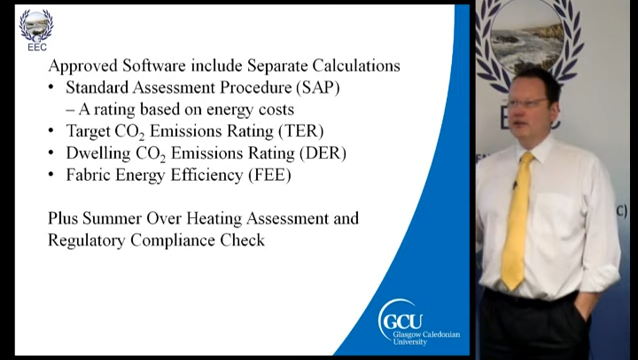 EEC
Approved Software include Separate Calculations
• Standard Assessment Procedure (SAP)
– A rating based on energy costs
• Target CO₂ Emissions Rating (TER)
• Dwelling CO₂ Emissions Rating (DER)
• Fabric Energy Efficiency (FEE)
Plus Summer Over Heating Assessment and
Regulatory Compliance Check
GCU
Glasgow Caledonian
University
EEC